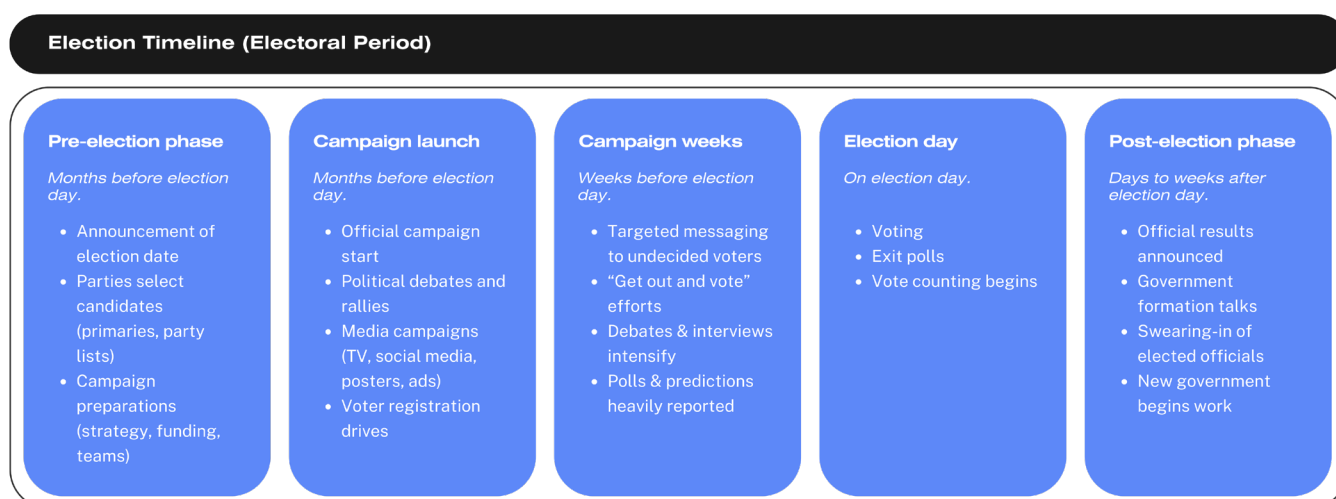 Election Timeline (Electoral Period)
Pre-election phase
Months before election
day.
• Announcement of
election date
• Parties select
candidates
(primaries, party
lists)
• Campaign
preparations
(strategy, funding,
teams)
Campaign launch
Months before election
day.
• Official campaign
start
• Political debates and
rallies
• Media campaigns
(TV, social media,
posters, ads)
• Voter registration
drives
Campaign weeks
Weeks before election
day.
• Targeted messaging
to undecided voters
• “Get out and vote”
efforts
• Debates & interviews
intensify
• Polls & predictions
heavily reported
Election day
On election day.
• Voting
• Exit polls
• Vote counting begins
Post-election phase
Days to weeks after
election day.
• Official results
announced
• Government
formation talks
• Swearing-in of
elected officials
• New government
begins work